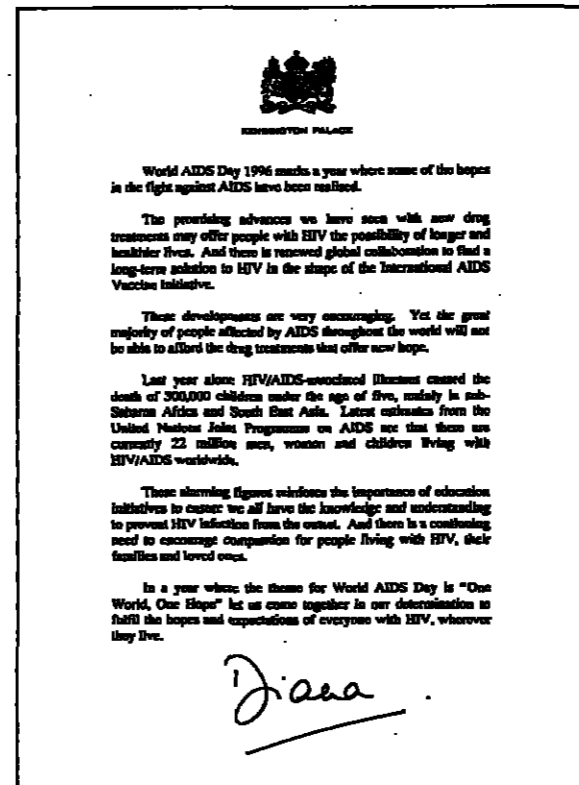 KENSINGTON PALACE
World AIDS Day 1996 marks a year where some of the hopes
in the fight against AIDS have been realised.
The promising advances we have seen with new drug
treatments may offer people with HIV the possibility of longer and
healthier lives. And there is renewed global collaboration to find a
long-term solution to HIV in the shape of the International AIDS
Vaccine Initiative.
These developments are very encouraging. Yet the great
majority of people affected by AIDS throughout the world will not
be able to afford the drug treatments that offer new hope.
Last year alone HIV/AIDS-associated illnesses caused the
death of 300,000 children under the age of five, mainly in sub-
Saharan Africa and South East Asia. Latest estimates from the
United Nations Joint Programme on AIDS are that there are
currently 22 million men, women and children living with
HIV/AIDS worldwide.
These alarming figures reinforce the importance of education
initiatives to ensure we all have the knowledge and understanding
to prevent HIV infection from the outset. And there is a continuing
need to encourage compassion for people living with HIV, their
families and loved ones.
In a year where the theme for World AIDS Day is "One
World, One Hope" let us come together in our determination to
fulfil the hopes and expectations of everyone with HIV, wherever
they live.
Diana